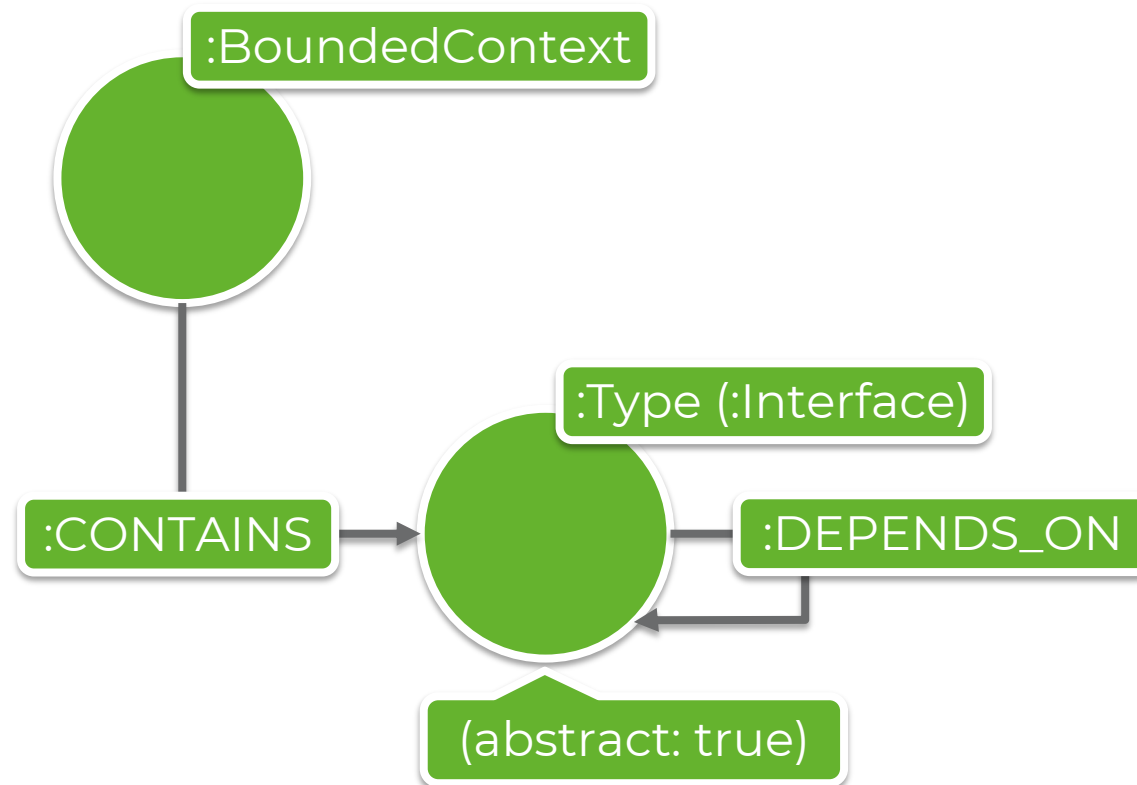 :BoundedContext
:Type (:Interface)
:CONTAINS
:DEPENDS_ON
(abstract: true)